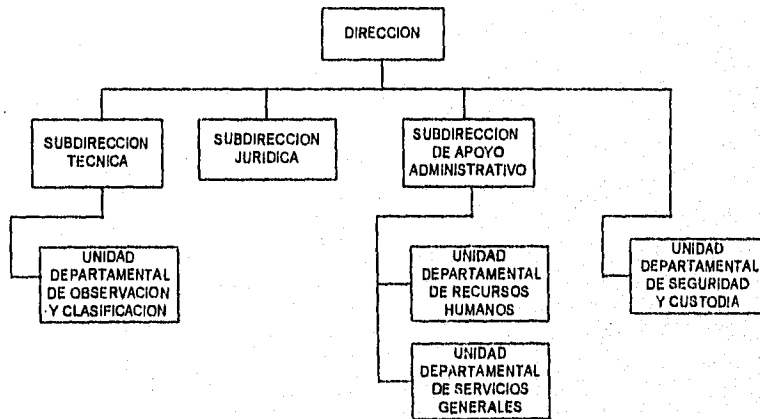 DIRECCION
SUBDIRECCION
TECNICA
SUBDIRECCION
JURIDICA
SUBDIRECCION
DE APOYO
ADMINISTRATIVO
UNIDAD
DEPARTAMENTAL
DE OBSERVACION
Y CLASIFICACION
UNIDAD
DEPARTAMENTAL
DE RECURSOS
HUMANOS
UNIDAD
DEPARTAMENTAL
DE SEGURIDAD
Y CUSTODIA
UNIDAD
DEPARTAMENTAL
DE SERVICIOS
GENERALES